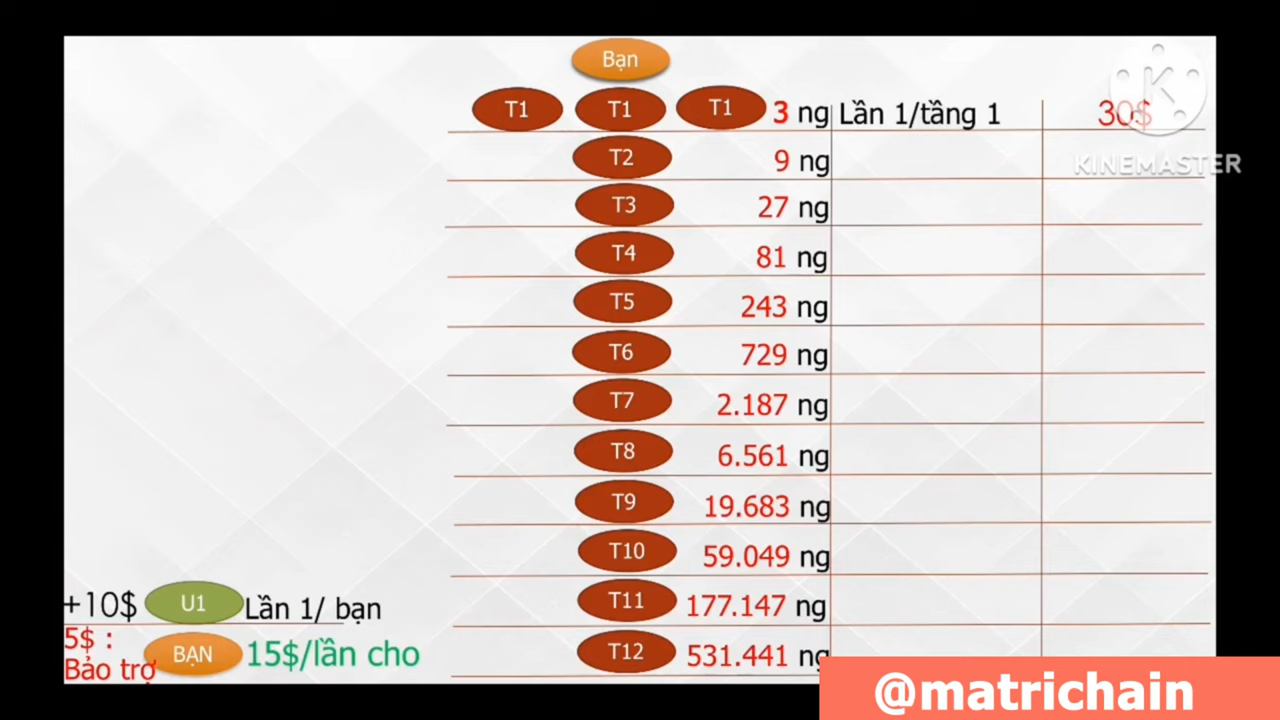 Bạn
T1 T1 T1 3 ng Lần 1/tầng 1 30$
KINEMASTER
T2 9 ng
T3 27 ng
T4 81 ng
T5 243 ng
T6 729 ng
T7 2.187 ng
T8 6.561 ng
T9 19.683 ng
T10 59.049 ng
T11 177.147 ng
T12 531.441 ng
+10$ U1 Lần 1/ bạn
5$ :
Bảo trợ
BẠN 15$/lần cho
@matrichain